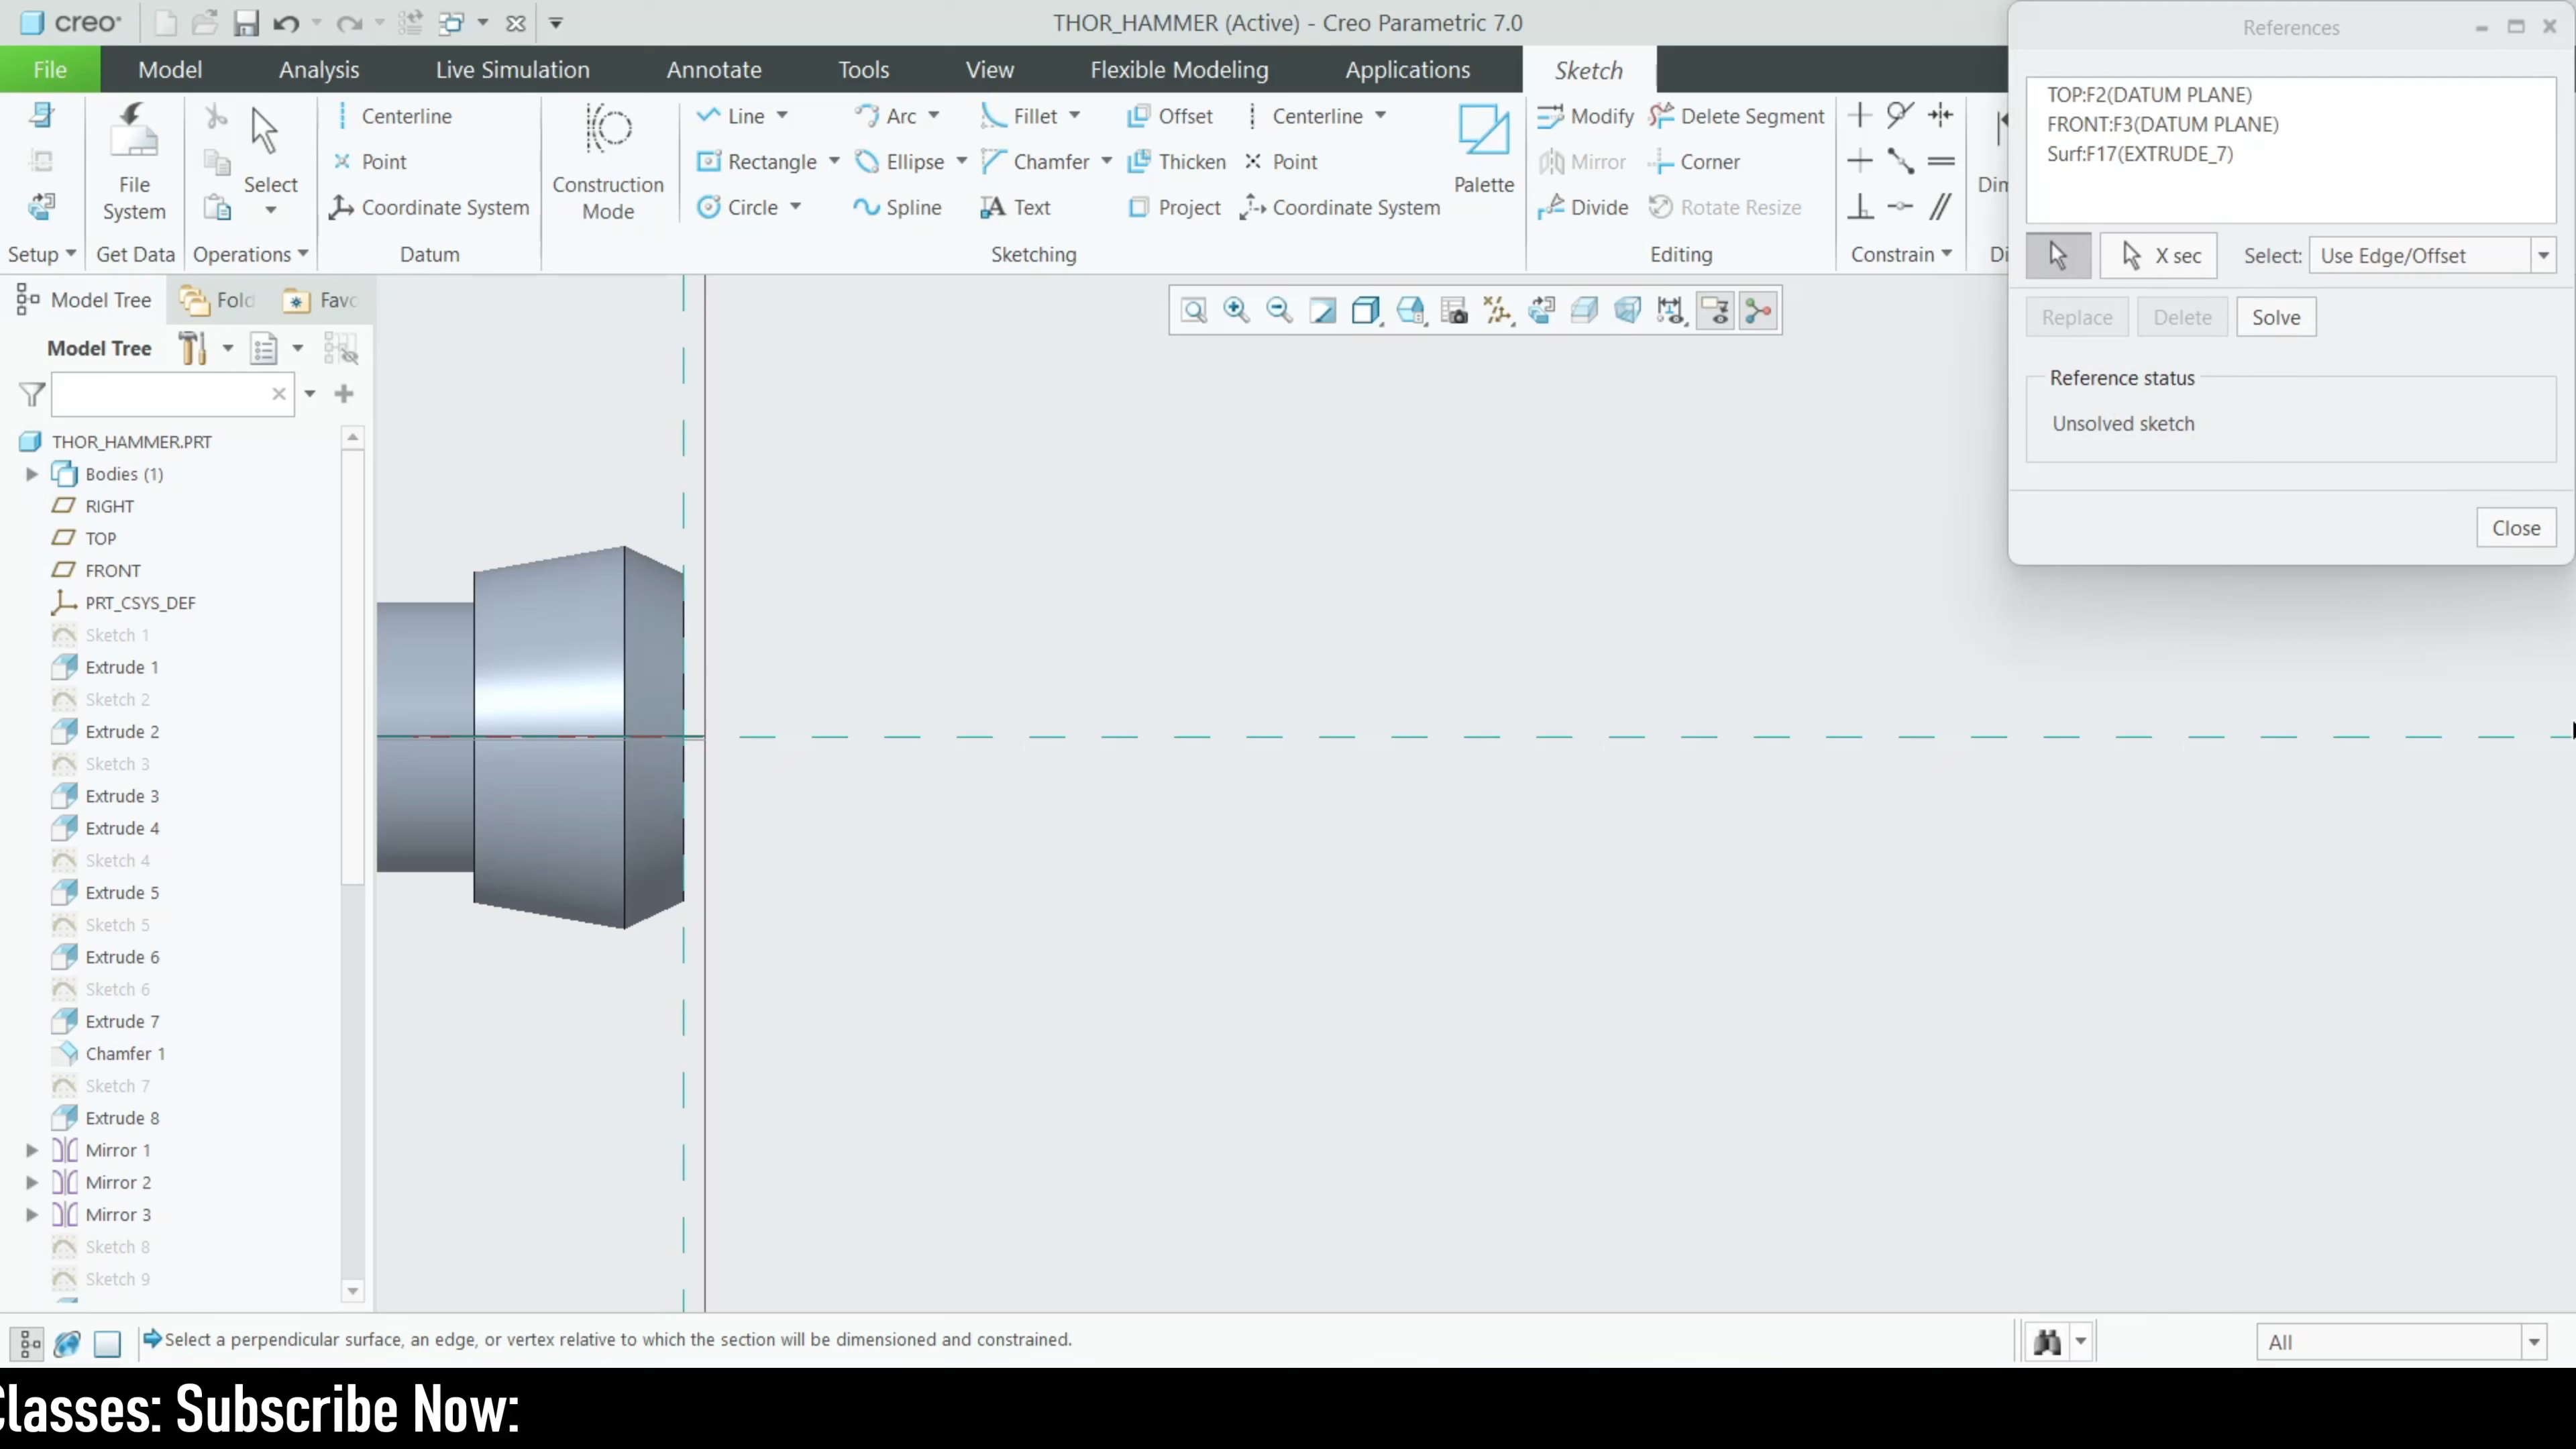 creo
THOR_HAMMER (Active) - Creo Parametric 7.0
File Model Analysis Live Simulation Annotate Tools View Flexible Modeling Applications Sketch
Centerline
Point
Coordinate System
File System
Select
Construction Mode
Line Arc Fillet Offset Centerline
Rectangle Ellipse Chamfer Thicken Point
Circle Spline Text Project Coordinate System
Palette
Modify Delete Segment
Mirror Corner
Divide Rotate Resize
Setup Get Data Operations Datum Sketching Editing Constrain
References
TOP:F2(DATUM PLANE)
FRONT:F3(DATUM PLANE)
Surf:F17(EXTRUDE_7)
X sec Select: Use Edge/Offset
Replace Delete Solve
Reference status
Unsolved sketch
Close
Model Tree Fold Favo
Model Tree
THOR_HAMMER.PRT
Bodies (1)
RIGHT
TOP
FRONT
PRT_CSYS_DEF
Sketch 1
Extrude 1
Sketch 2
Extrude 2
Sketch 3
Extrude 3
Extrude 4
Sketch 4
Extrude 5
Sketch 5
Extrude 6
Sketch 6
Extrude 7
Chamfer 1
Sketch 7
Extrude 8
Mirror 1
Mirror 2
Mirror 3
Sketch 8
Sketch 9
Select a perpendicular surface, an edge, or vertex relative to which the section will be dimensioned and constrained.
All
Classes: Subscribe Now: